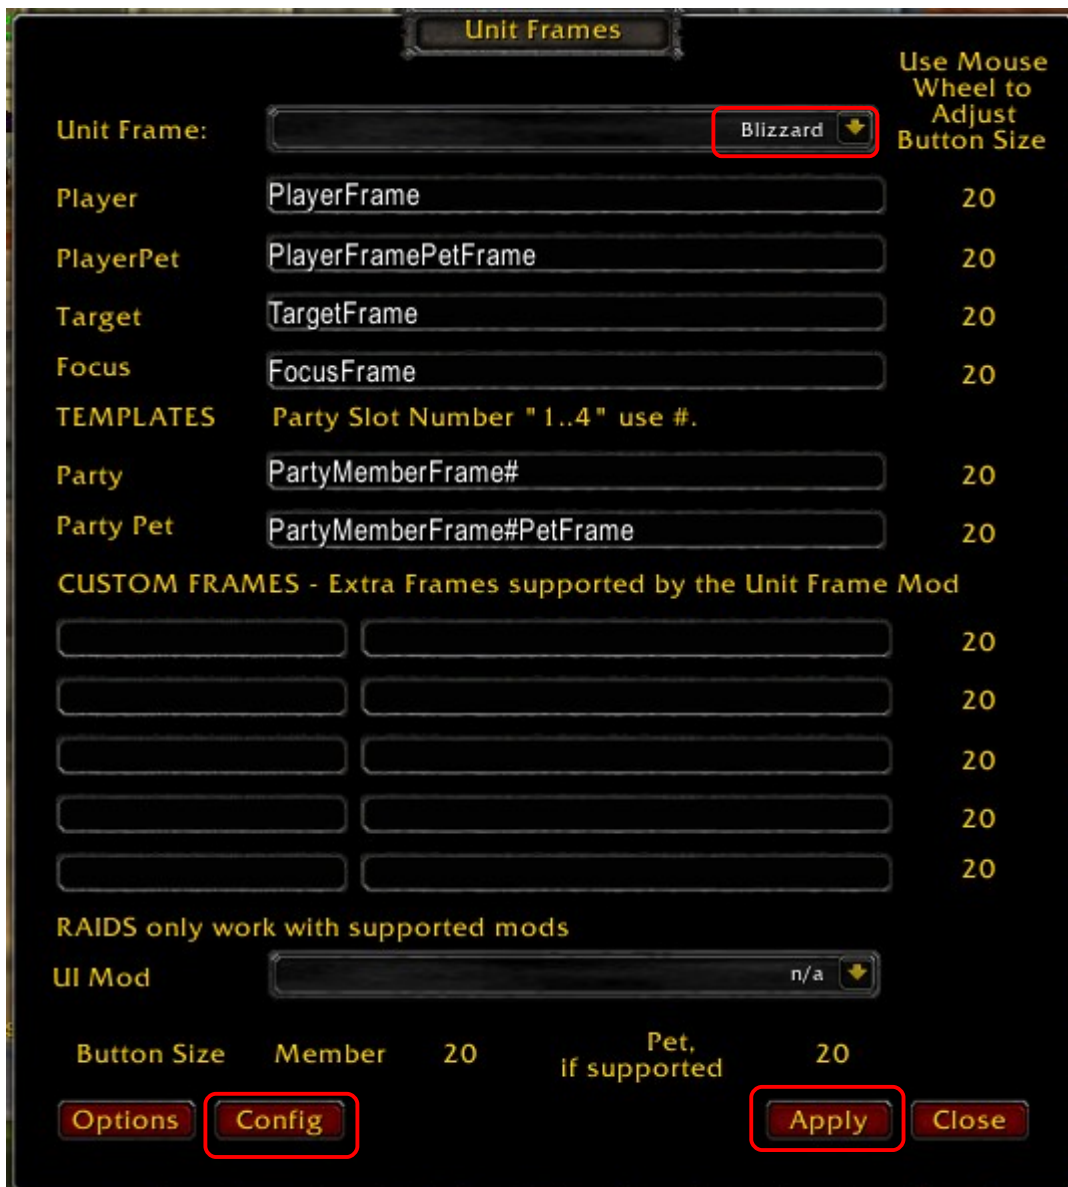 Unit Frames
Use Mouse
Wheel to
Adjust
Button Size
Unit Frame: Blizzard
Player PlayerFrame 20
PlayerPet PlayerFramePetFrame 20
Target TargetFrame 20
Focus FocusFrame 20
TEMPLATES Party Slot Number "1..4" use #.
Party PartyMemberFrame# 20
Party Pet PartyMemberFrame#PetFrame 20
CUSTOM FRAMES - Extra Frames supported by the Unit Frame Mod
20
20
20
20
20
RAIDS only work with supported mods
UI Mod n/a
Button Size Member 20 Pet, if supported 20
Options Config Apply Close